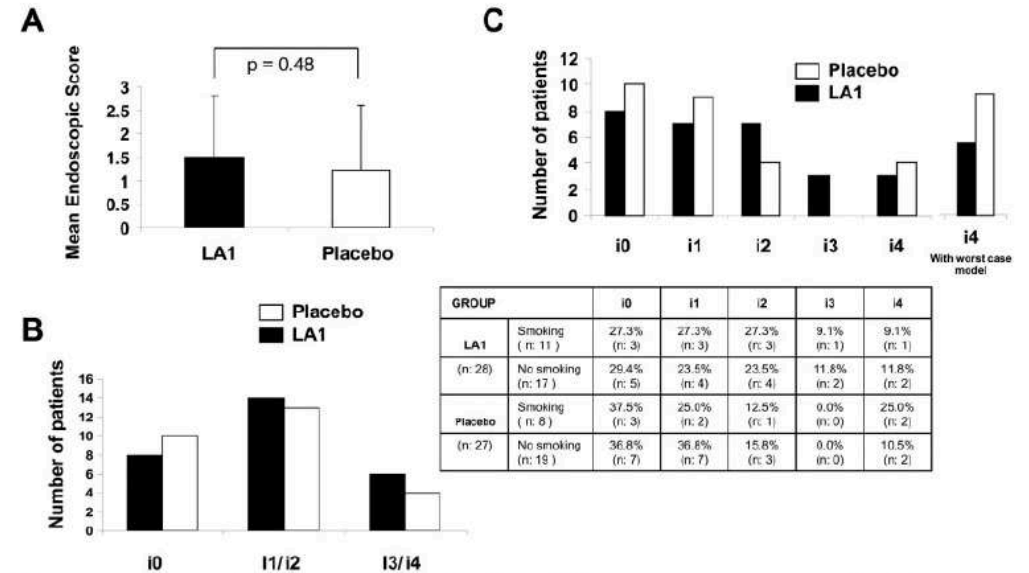 A
p = 0.48
Mean Endoscopic Score
3
2.5
2
1.5
1
0.5
0
LA1 Placebo
B
Placebo
LA1
Number of patients
16
14
12
10
8
6
4
2
0
i0 I1/i2 I3/i4
C
Placebo
LA1
Number of patients
12
10
8
6
4
2
0
i0 i1 i2 i3 i4 i4
With worst case
model
GROUP i0 i1 i2 i3 i4
LA1 Smoking 27.3% 27.3% 27.3% 9.1% 9.1%
( n: 11 ) (n: 3) (n: 3) (n: 3) (n: 1) (n: 1)
(n: 28) No smoking 29.4% 23.5% 23.5% 11.8% 11.8%
(n: 17 ) (n: 5) (n: 4) (n: 4) (n: 2) (n: 2)
Placebo Smoking 37.5% 25.0% 12.5% 0.0% 25.0%
( n: 8 ) (n: 3) (n: 2) (n: 1) (n: 0) (n: 2)
(n: 27) No smoking 36.8% 36.8% 15.8% 0.0% 10.5%
(n: 19 ) (n: 7) (n: 7) (n: 3) (n: 0) (n: 2)